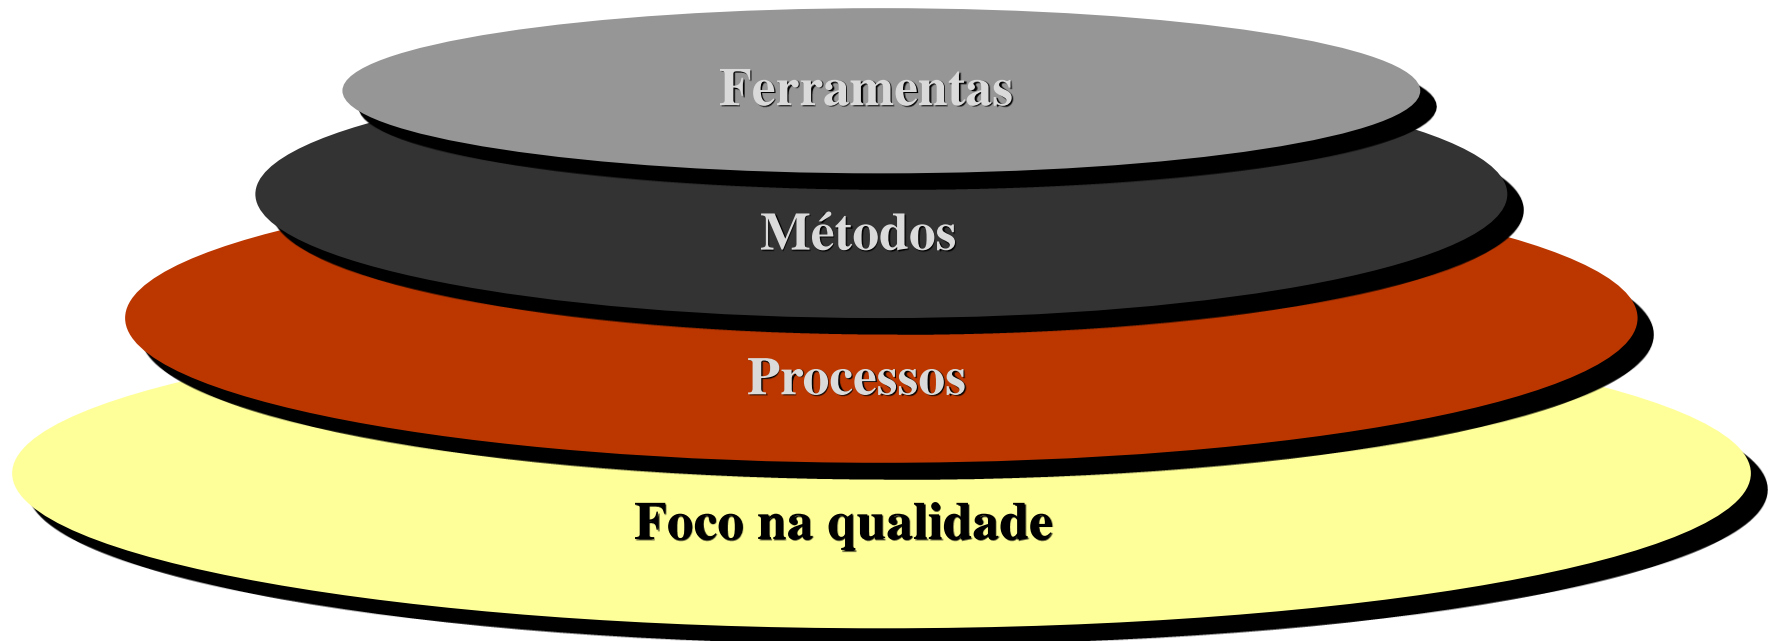 Ferramentas
Métodos
Processos
Foco na qualidade